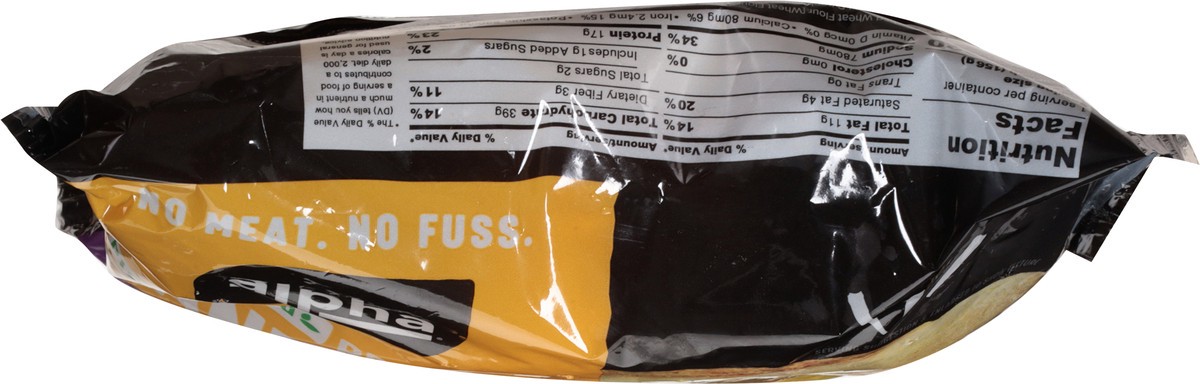 Nutrition
Facts
1 serving per container
size (156g)
Amount/serving % Daily Value*
Total Fat 11g 14%
Saturated Fat 4g 20%
Trans Fat 0g
Cholesterol 0mg 0%
Sodium 780mg 34%
Amount/serving % Daily Value*
Total Carbohydrate 39g 14%
Dietary Fiber 3g 11%
Total Sugars 2g
Includes 1g Added Sugars 2%
Protein 17g 23%
Vitamin D 0mcg 0% • Calcium 80mg 6% • Iron 2.4mg 15% •
* The % Daily Value
(DV) tells you how
much a nutrient in
a serving of food
contributes to a
daily diet. 2,000
calories a day is
used for general
nutrition advice.
NO MEAT. NO FUSS.
alpha